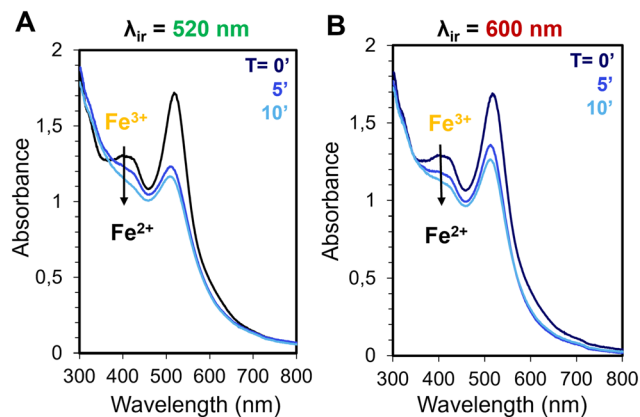 A
λir = 520 nm
T= 0’
5’
10’
Fe3+
Fe2+
Absorbance
2
1.5
1
0,5
0
300 400 500 600 700 800
Wavelength (nm)
B
λir = 600 nm
T= 0’
5’
10’
Fe3+
Fe2+
Absorbance
2
1.5
1
0,5
0
300 400 500 600 700 800
Wavelength (nm)